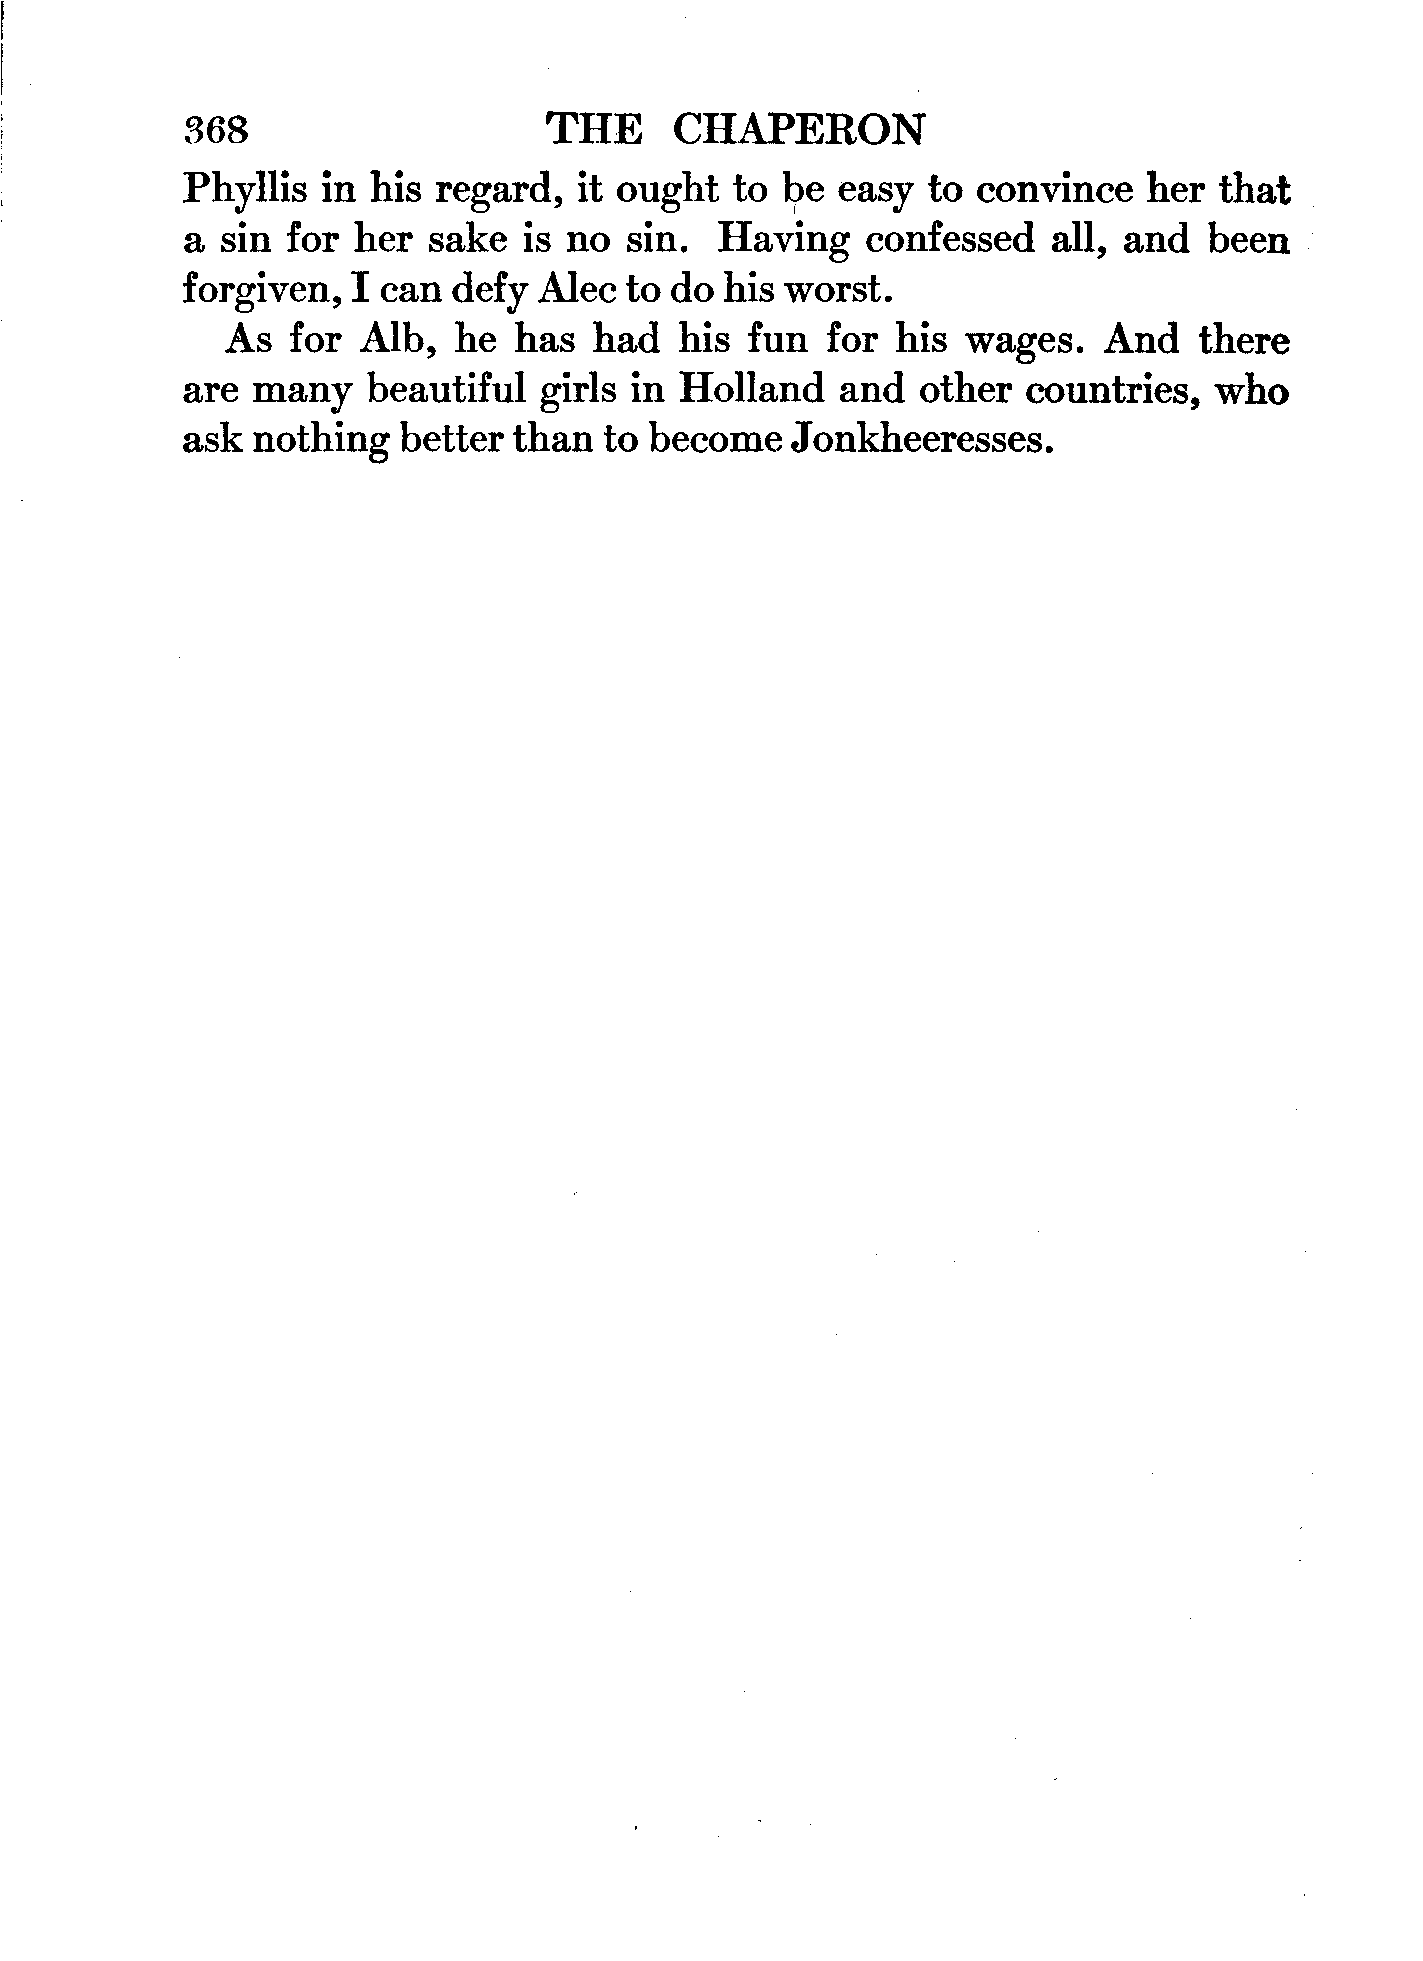 368 THE CHAPERON
Phyllis in his regard, it ought to be easy to convince her that
a sin for her sake is no sin. Having confessed all, and been
forgiven, I can defy Alec to do his worst.
As for Alb, he has had his fun for his wages. And there
are many beautiful girls in Holland and other countries, who
ask nothing better than to become Jonkheeresses.